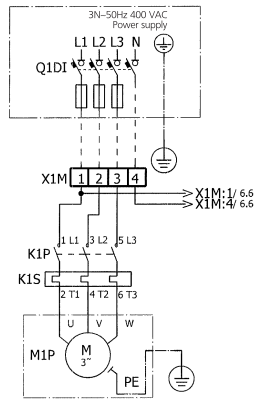 3N~50Hz 400 VAC
Power supply
L1 L2 L3 N
Q1DI
X1M 1 2 3 4
X1M:1/ 6.6
X1M:4/ 6.6
1 L1 3 L2 5 L3
K1P
K1S
2 T1 4 T2 6 T3
U V W
M1P M
3~
PE